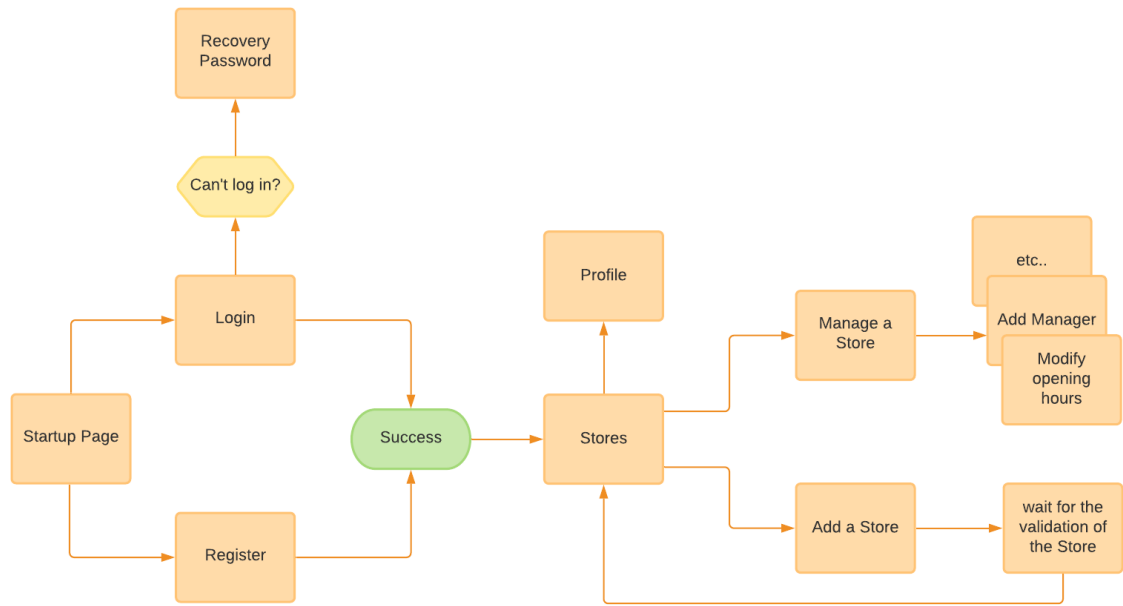 Recovery
Password
Can't log in?
Login
Startup Page
Register
Success
Profile
Stores
Manage a
Store
etc..
Add Manager
Modify
opening
hours
Add a Store
wait for the
validation of
the Store